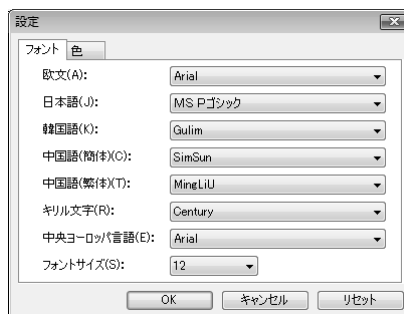 設定
フォント 色
欧文(A): Arial
日本語(J): MS Pゴシック
韓国語(K): Gulim
中国語(簡体)(C): SimSun
中国語(繁体)(T): MingLiU
キリル文字(R): Century
中央ヨーロッパ言語(E): Arial
フォントサイズ(S): 12
OK キャンセル リセット